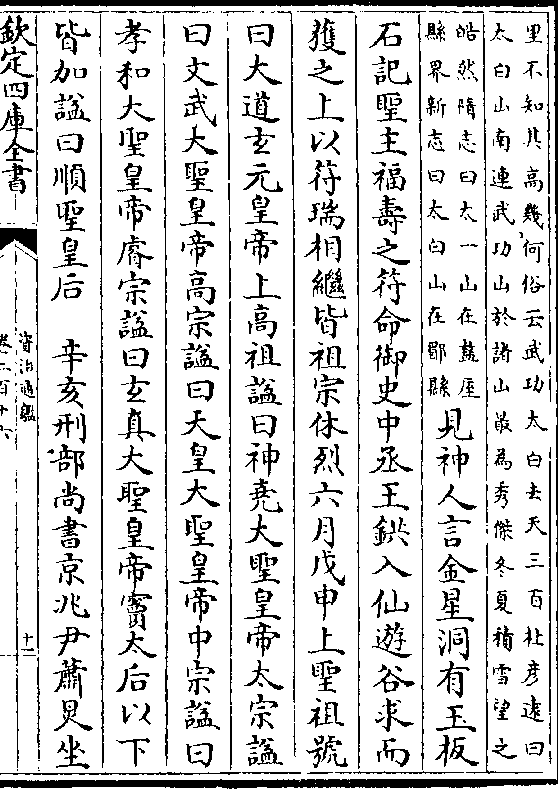 里不知其高幾何俗云武功太白去天三百杜彦逺曰
太白山南連武功山於諸山最為秀傑冬夏積雪望之
皓然隋志曰太一山在盩厔
縣界新志曰太白山在郿縣
見神人言金星洞有玉板
石記聖主福壽之符命御史中丞王鉷入仙遊谷求而
獲之上以符瑞相繼皆祖宗休烈六月戊申上聖祖號
曰大道玄元皇帝上高祖諡曰神堯大聖皇帝太宗諡
曰文武大聖皇帝高宗諡曰天皇大聖皇帝中宗諡曰
孝和大聖皇帝睿宗諡曰玄真大聖皇帝竇太后以下
皆加諡曰順聖皇后 辛亥刑部尚書京兆尹蕭炅坐
欽定四庫全書
資治通鑑
卷二百十六
十一